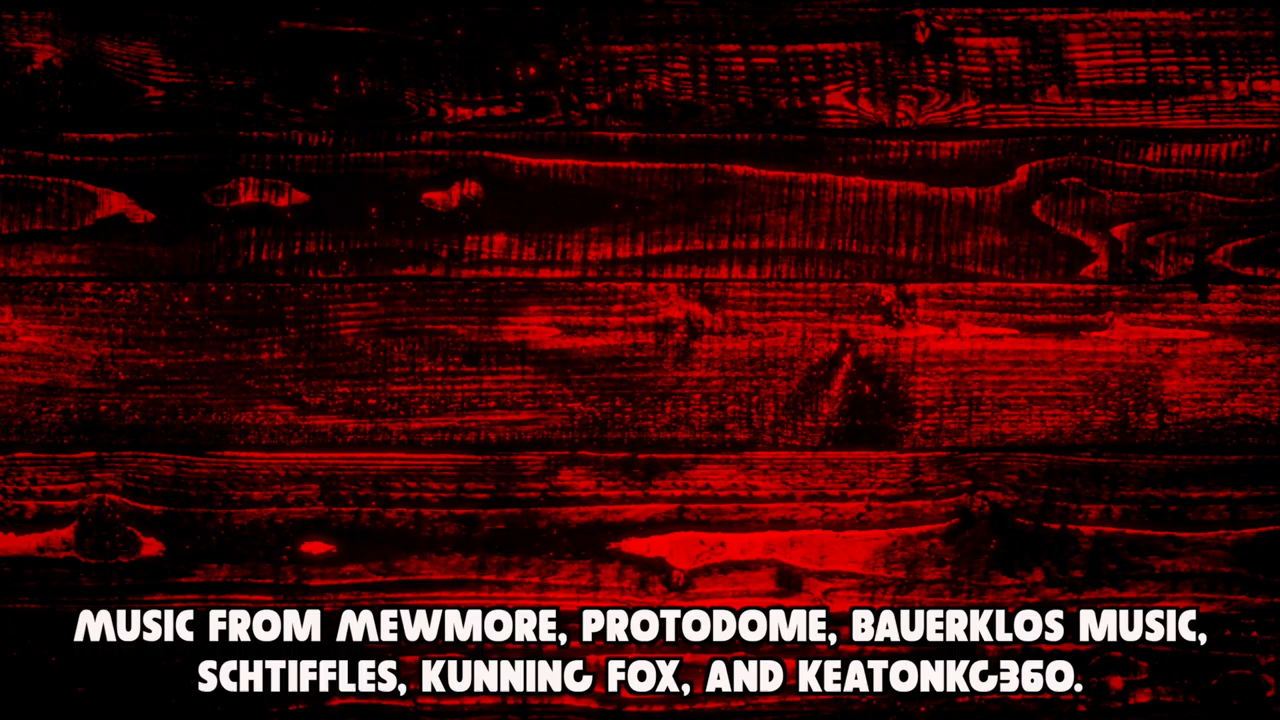 MUSIC FROM MEWMORE, PROTODOME, BAUERKLOS MUSIC,
SCHTIFFLES, KUNNING FOX, AND KEATONKG360.